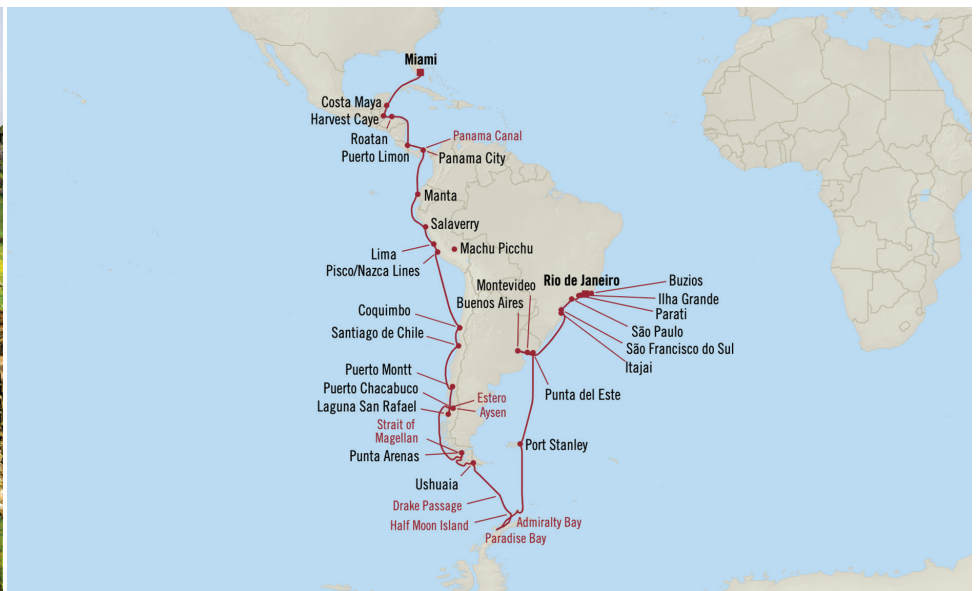 Miami
Costa Maya
Harvest Caye
Roatan
Puerto Limon
Panama Canal
Panama City
Manta
Salaverry
Lima
Machu Picchu
Pisco/Nazca Lines
Montevideo
Rio de Janeiro
Buzios
Buenos Aires
Ilha Grande
Parati
Coquimbo
São Paulo
Santiago de Chile
São Francisco do Sul
Itajai
Puerto Montt
Puerto Chacabuco
Punta del Este
Laguna San Rafael
Estero
Aysen
Strait of
Magellan
Port Stanley
Punta Arenas
Ushuaia
Drake Passage
Half Moon Island
Admiralty Bay
Paradise Bay